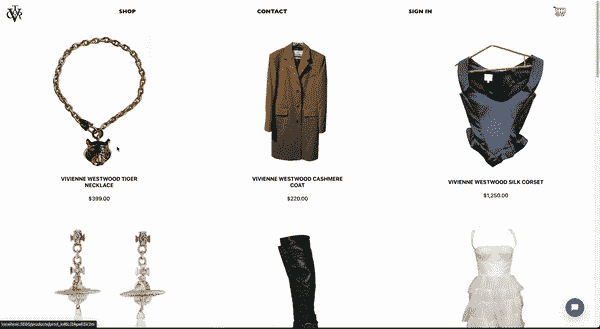 SHOP
CONTACT
SIGN IN
VIVIENNE WESTWOOD TIGER
NECKLACE
$399.00
VIVIENNE WESTWOOD CASHMERE
COAT
$220.00
VIVIENNE WESTWOOD SILK CORSET
$1,250.00